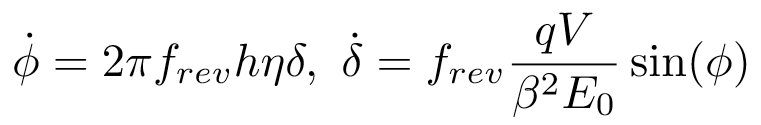 $\dot{\phi} = 2\pi f_{rev} h \eta \delta, \ \dot{\delta} = f_{rev} \frac{qV}{\beta^2 E_0} \sin(\phi)$